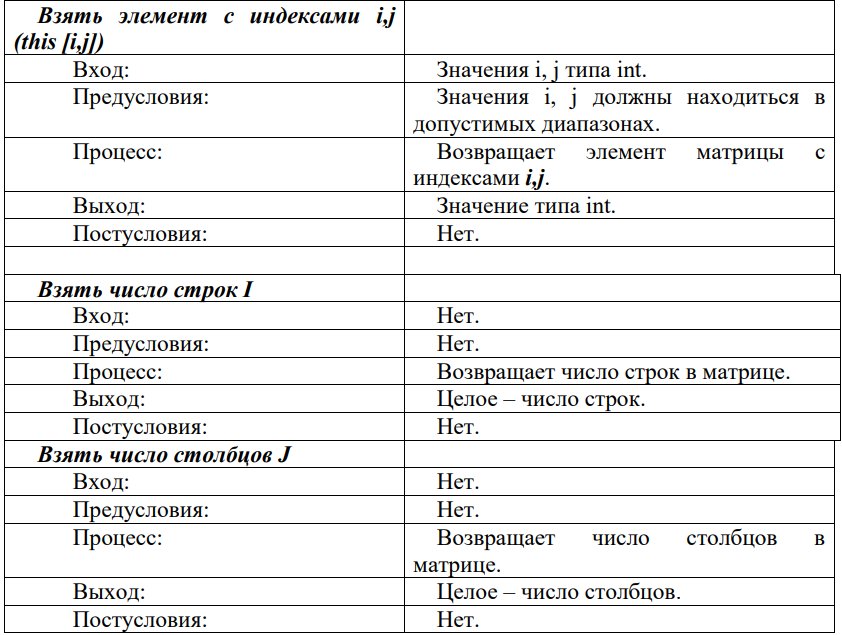 Взять элемент с индексами i,j
(this [i,j])
Вход:
Значения i, j типа int.
Предусловия:
Значения i, j должны находиться в
допустимых диапазонах.
Процесс:
Возвращает элемент матрицы с
индексами i,j.
Выход:
Значение типа int.
Постусловия:
Нет.
Взять число строк I
Вход:
Нет.
Предусловия:
Нет.
Процесс:
Возвращает число строк в матрице.
Выход:
Целое – число строк.
Постусловия:
Нет.
Взять число столбцов J
Вход:
Нет.
Предусловия:
Нет.
Процесс:
Возвращает число столбцов в
матрице.
Выход:
Целое – число столбцов.
Постусловия:
Нет.